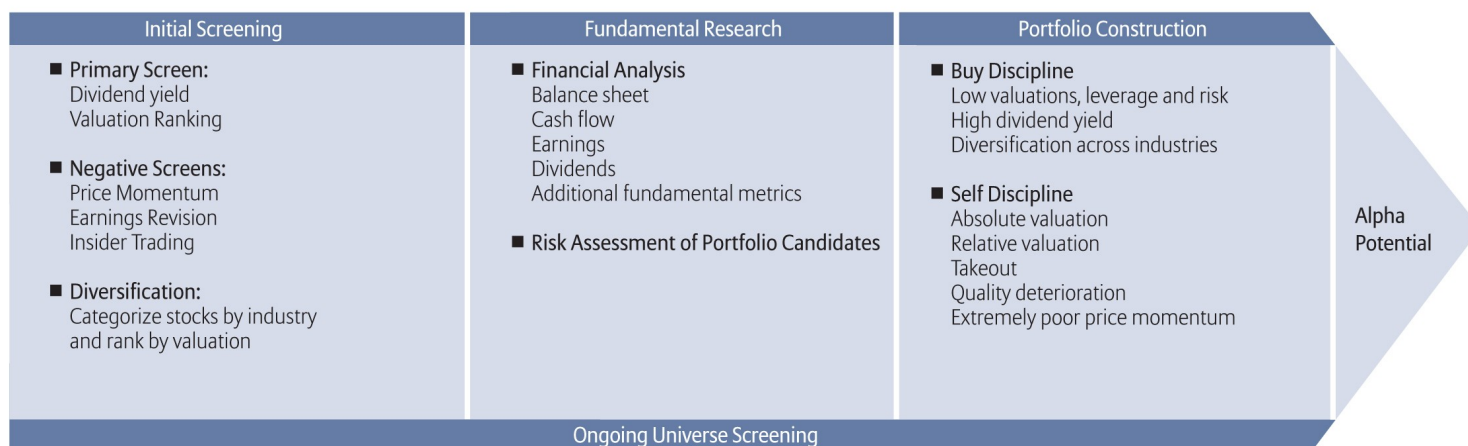 Initial Screening
■ Primary Screen:
Dividend yield
Valuation Ranking
■ Negative Screens:
Price Momentum
Earnings Revision
Insider Trading
■ Diversification:
Categorize stocks by industry
and rank by valuation
Fundamental Research
■ Financial Analysis
Balance sheet
Cash flow
Earnings
Dividends
Additional fundamental metrics
■ Risk Assessment of Portfolio Candidates
Portfolio Construction
■ Buy Discipline
Low valuations, leverage and risk
High dividend yield
Diversification across industries
■ Self Discipline
Absolute valuation
Relative valuation
Takeout
Quality deterioration
Extremely poor price momentum
Alpha
Potential
Ongoing Universe Screening